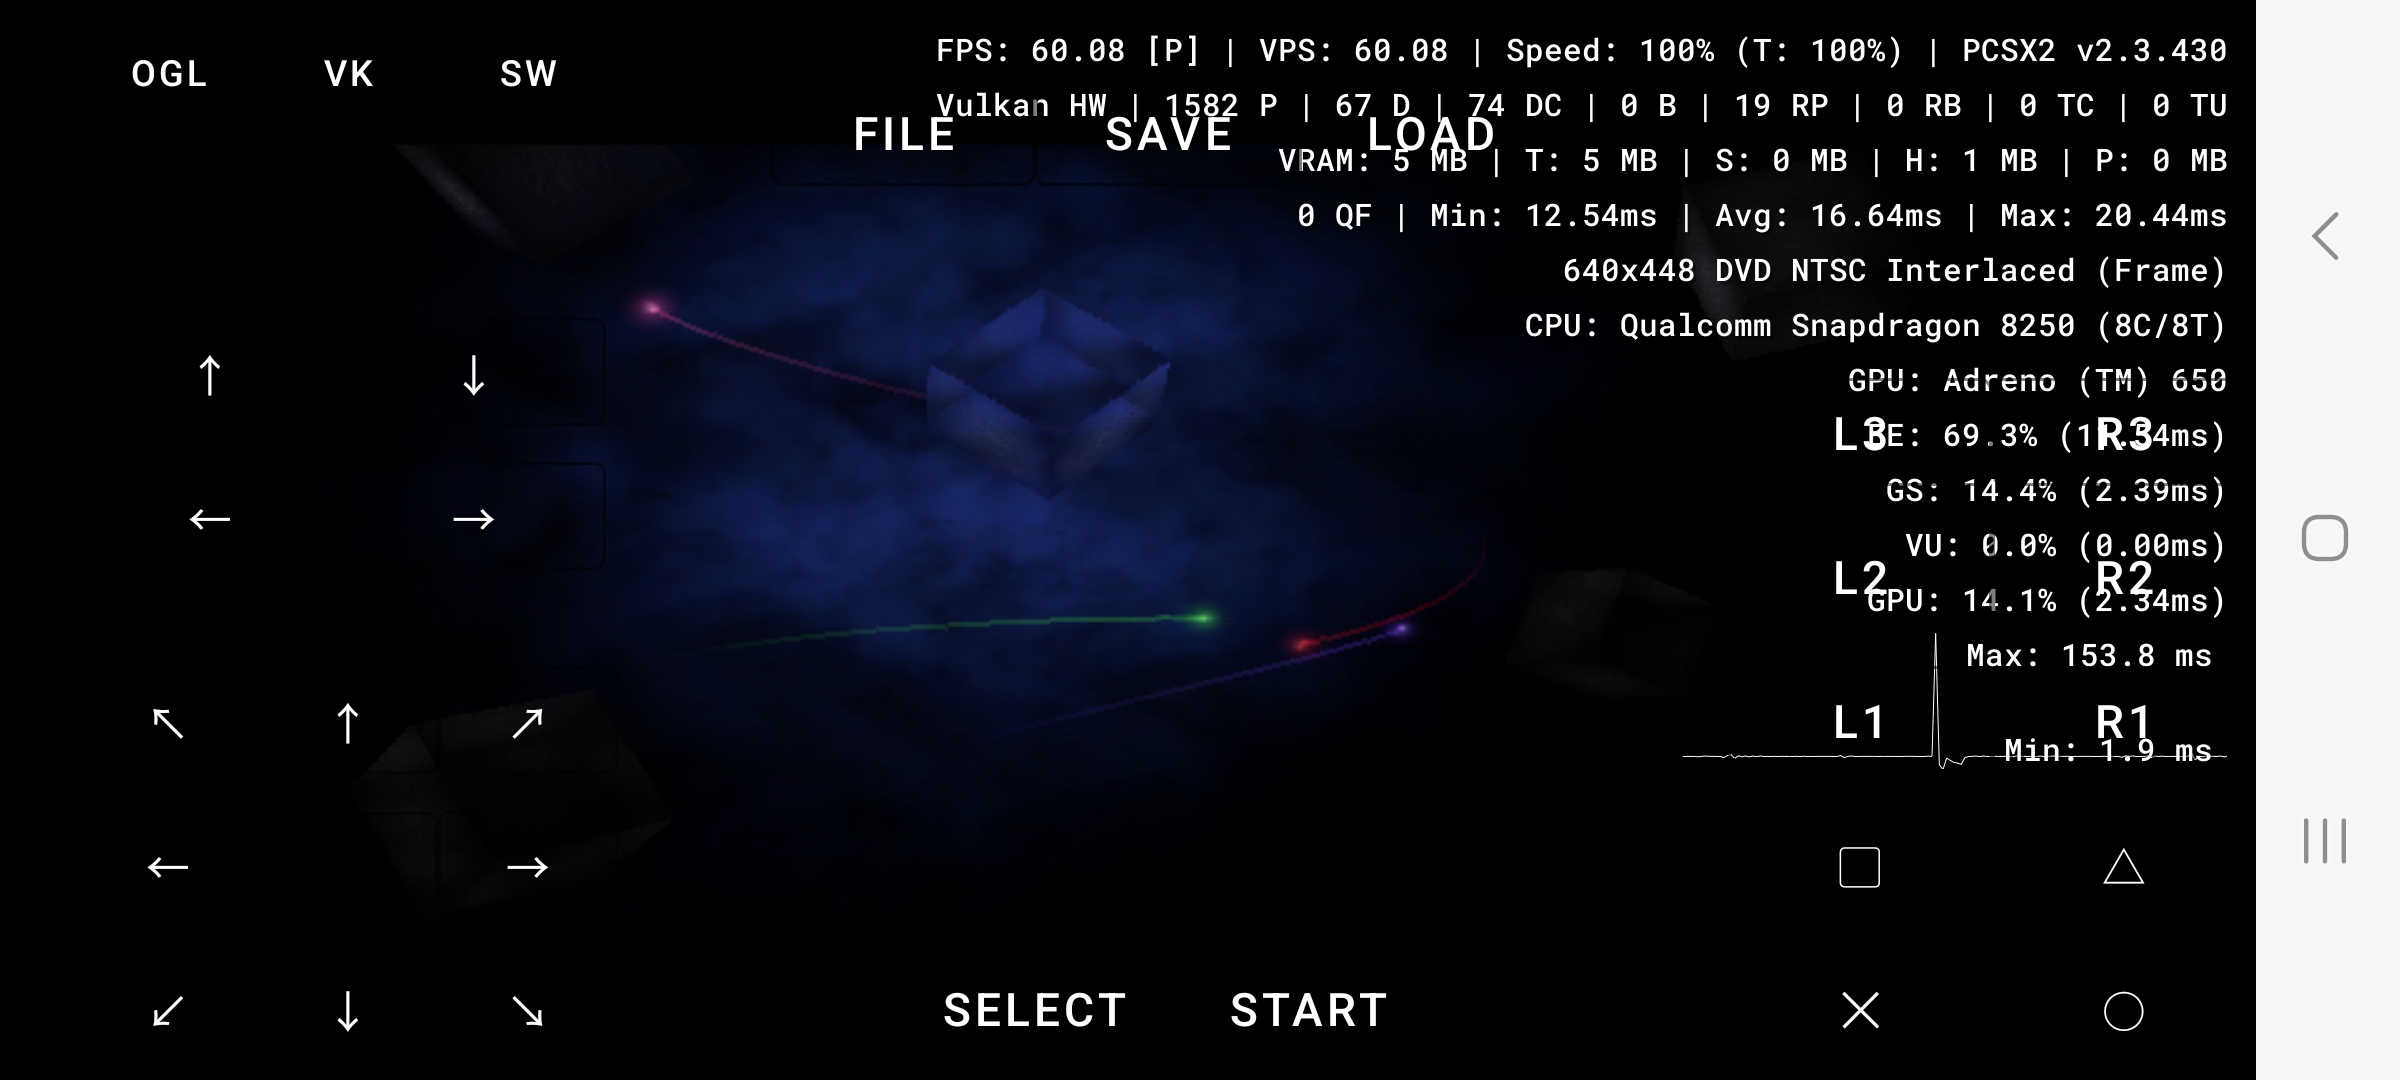 OGL VK SW
FPS: 60.08 [P] | VPS: 60.08 | Speed: 100% (T: 100%) | PCSX2 v2.3.430
Vulkan HW | 1582 P | 67 D | 74 DC | 0 B | 19 RP | 0 RB | 0 TC | 0 TU
FILE SAVE LOAD
VRAM: 5 MB | T: 5 MB | S: 0 MB | H: 1 MB | P: 0 MB
0 QF | Min: 12.54ms | Avg: 16.64ms | Max: 20.44ms
640x448 DVD NTSC Interlaced (Frame)
CPU: Qualcomm Snapdragon 8250 (8C/8T)
↑ ↓
GPU: Adreno (TM) 650
L3 R3
EE: 69.3%
GS: 14.4% (2.39ms)
← →
VU: 0.0% (0.00ms)
L2 R2
GPU: 14.1% (2.34ms)
Max: 153.8 ms
L1 R1
↖ ↑ ↗
Min: 1.9 ms
← →
□ △
SELECT START
↙ ↓ ↘
✕ ○